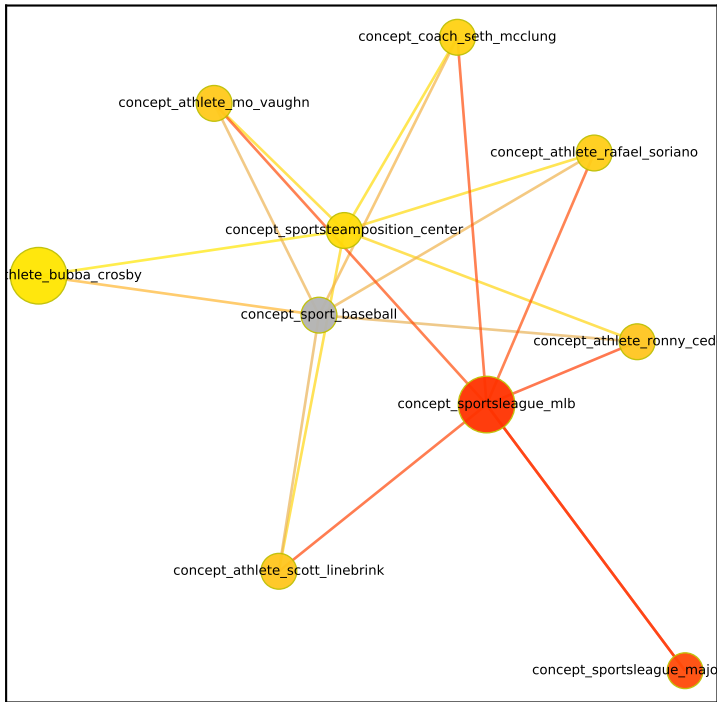 concept_coach_seth_mcclung
concept_athlete_mo_vaughn
concept_athlete_rafael_soriano
concept_sportsteamposition_center
thlete_bubba_crosby
concept_sport_baseball
concept_athlete_ronny_ced
concept_sportsleague_mlb
concept_athlete_scott_linebrink
concept_sportsleague_majo